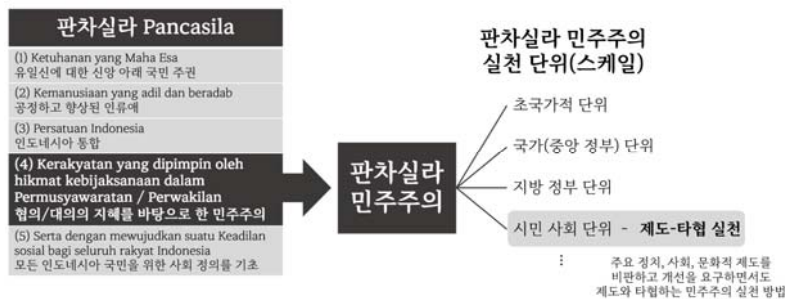 판차실라 Pancasila
(1) Ketuhanan yang Maha Esa
유일신에 대한 신앙 아래 국민 주권
(2) Kemanusiaan yang adil dan beradab
공정하고 향상된 인류애
(3) Persatuan Indonesia
인도네시아 통합
(4) Kerakyatan yang dipimpin oleh
hikmat kebijaksanaan dalam
Permusyawaratan / Perwakilan
협의/대의의 지혜를 바탕으로 한 민주주의
(5) Serta dengan mewujudkan suatu Keadilan
sosial bagi seluruh rakyat Indonesia
모든 인도네시아 국민을 위한 사회 정의를 기초
판차실라
민주주의
판차실라 민주주의
실천 단위(스케일)
초국가적 단위
국가(중앙 정부) 단위
지방 정부 단위
시민 사회 단위 - 제도-타협 실천
⋮
주요 정치, 사회, 문화적 제도를
비판하고 개선을 요구하면서도
제도와 타협하는 민주주의 실천 방법